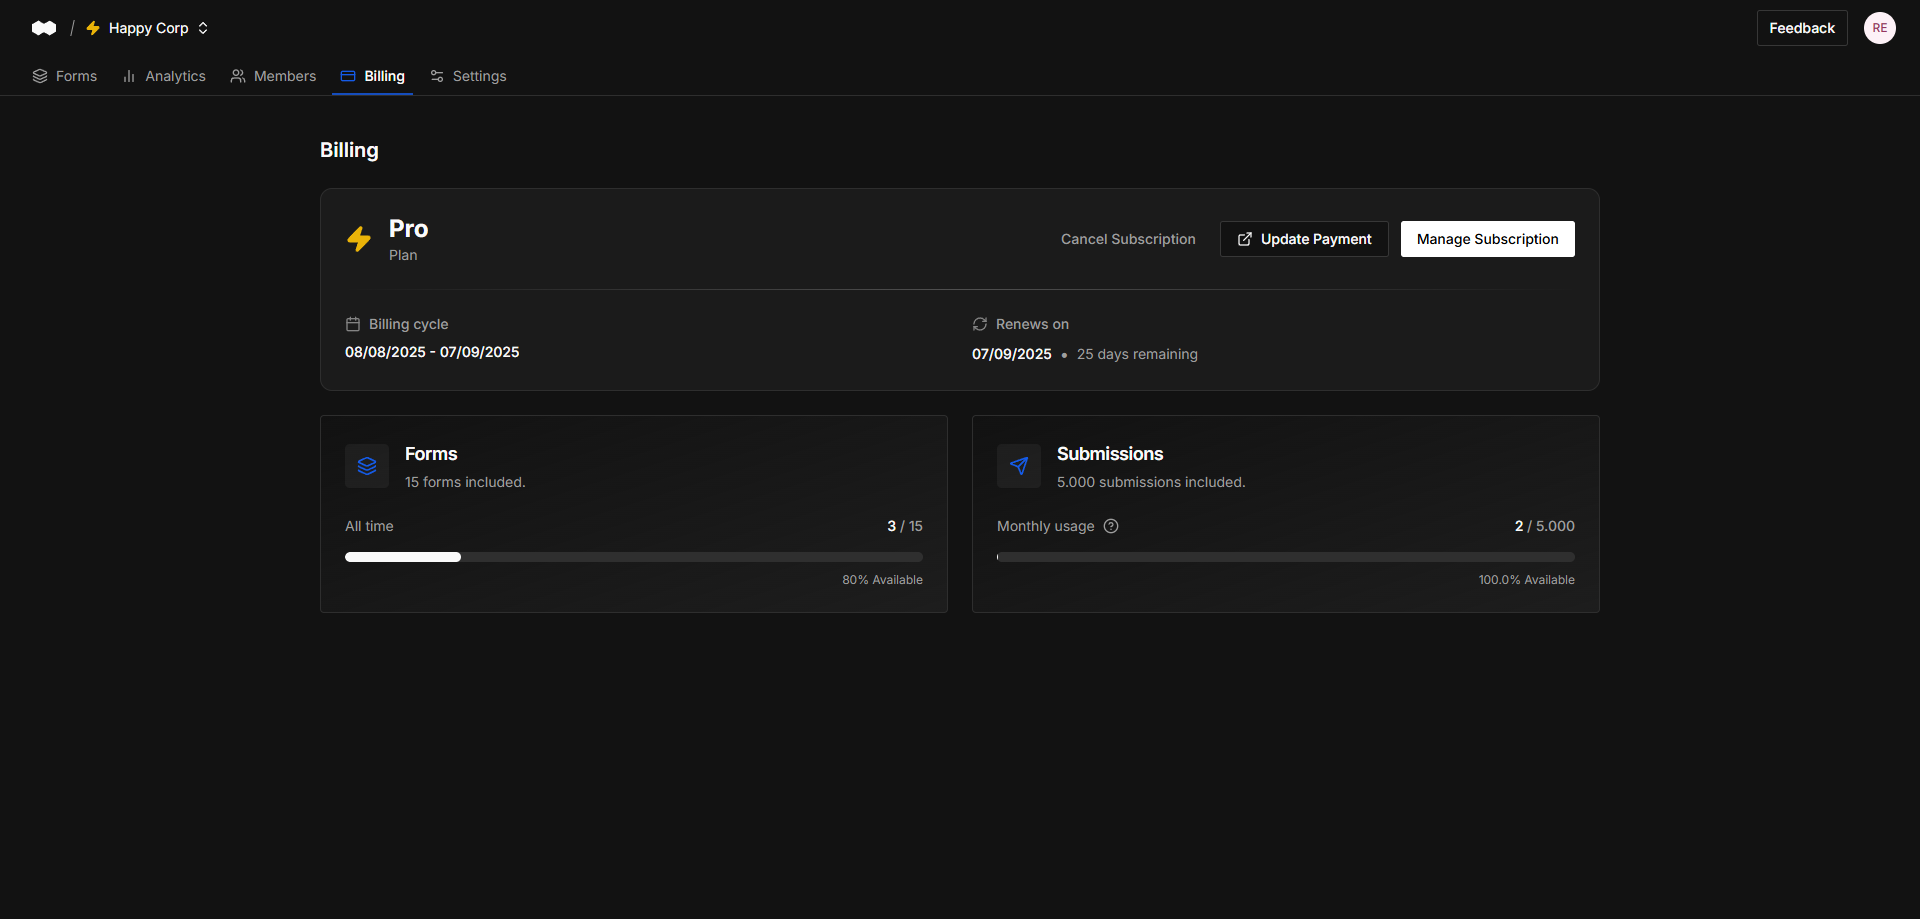 / Happy Corp
Feedback
RE
Forms Analytics Members Billing Settings
Billing
Pro
Plan
Cancel Subscription
Update Payment
Manage Subscription
Billing cycle
08/08/2025 - 07/09/2025
Renews on
07/09/2025 • 25 days remaining
Forms
15 forms included.
All time
3 / 15
80% Available
Submissions
5.000 submissions included.
Monthly usage
2 / 5.000
100.0% Available